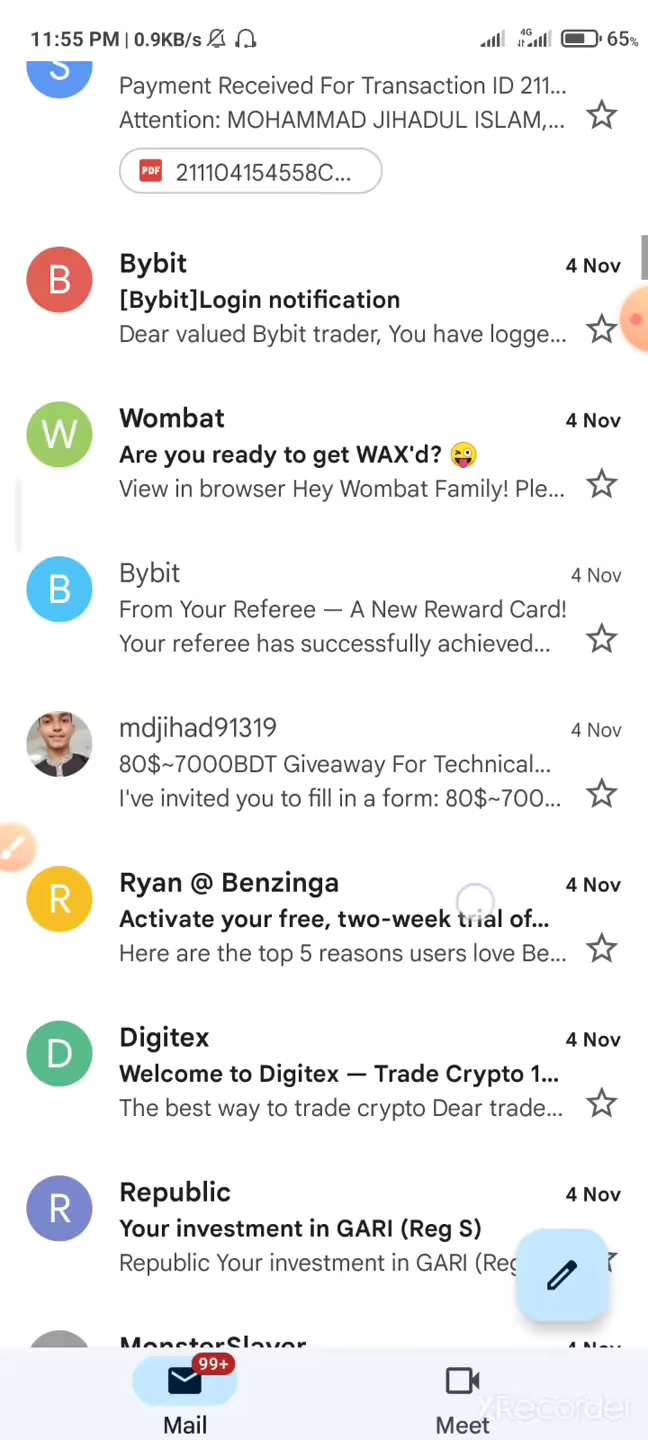 11:55 PM | 0.9KB/s 4G 65%
S
Payment Received For Transaction ID 211...
Attention: MOHAMMAD JIHADUL ISLAM,...
PDF 211104154558C...
B Bybit 4 Nov
[Bybit]Login notification
Dear valued Bybit trader, You have logge...
W Wombat 4 Nov
Are you ready to get WAX'd? 😜
View in browser Hey Wombat Family! Ple...
B Bybit 4 Nov
From Your Referee — A New Reward Card!
Your referee has successfully achieved...
mdjihad91319 4 Nov
80$~7000BDT Giveaway For Technical...
I've invited you to fill in a form: 80$~700...
R Ryan @ Benzinga 4 Nov
Activate your free, two-week trial of...
Here are the top 5 reasons users love Be...
D Digitex 4 Nov
Welcome to Digitex — Trade Crypto 1...
The best way to trade crypto Dear trade...
R Republic 4 Nov
Your investment in GARI (Reg S)
Republic Your investment in GARI (Reg
MonsterSlayer 4 Nov
99+
Mail Meet
XRecorder